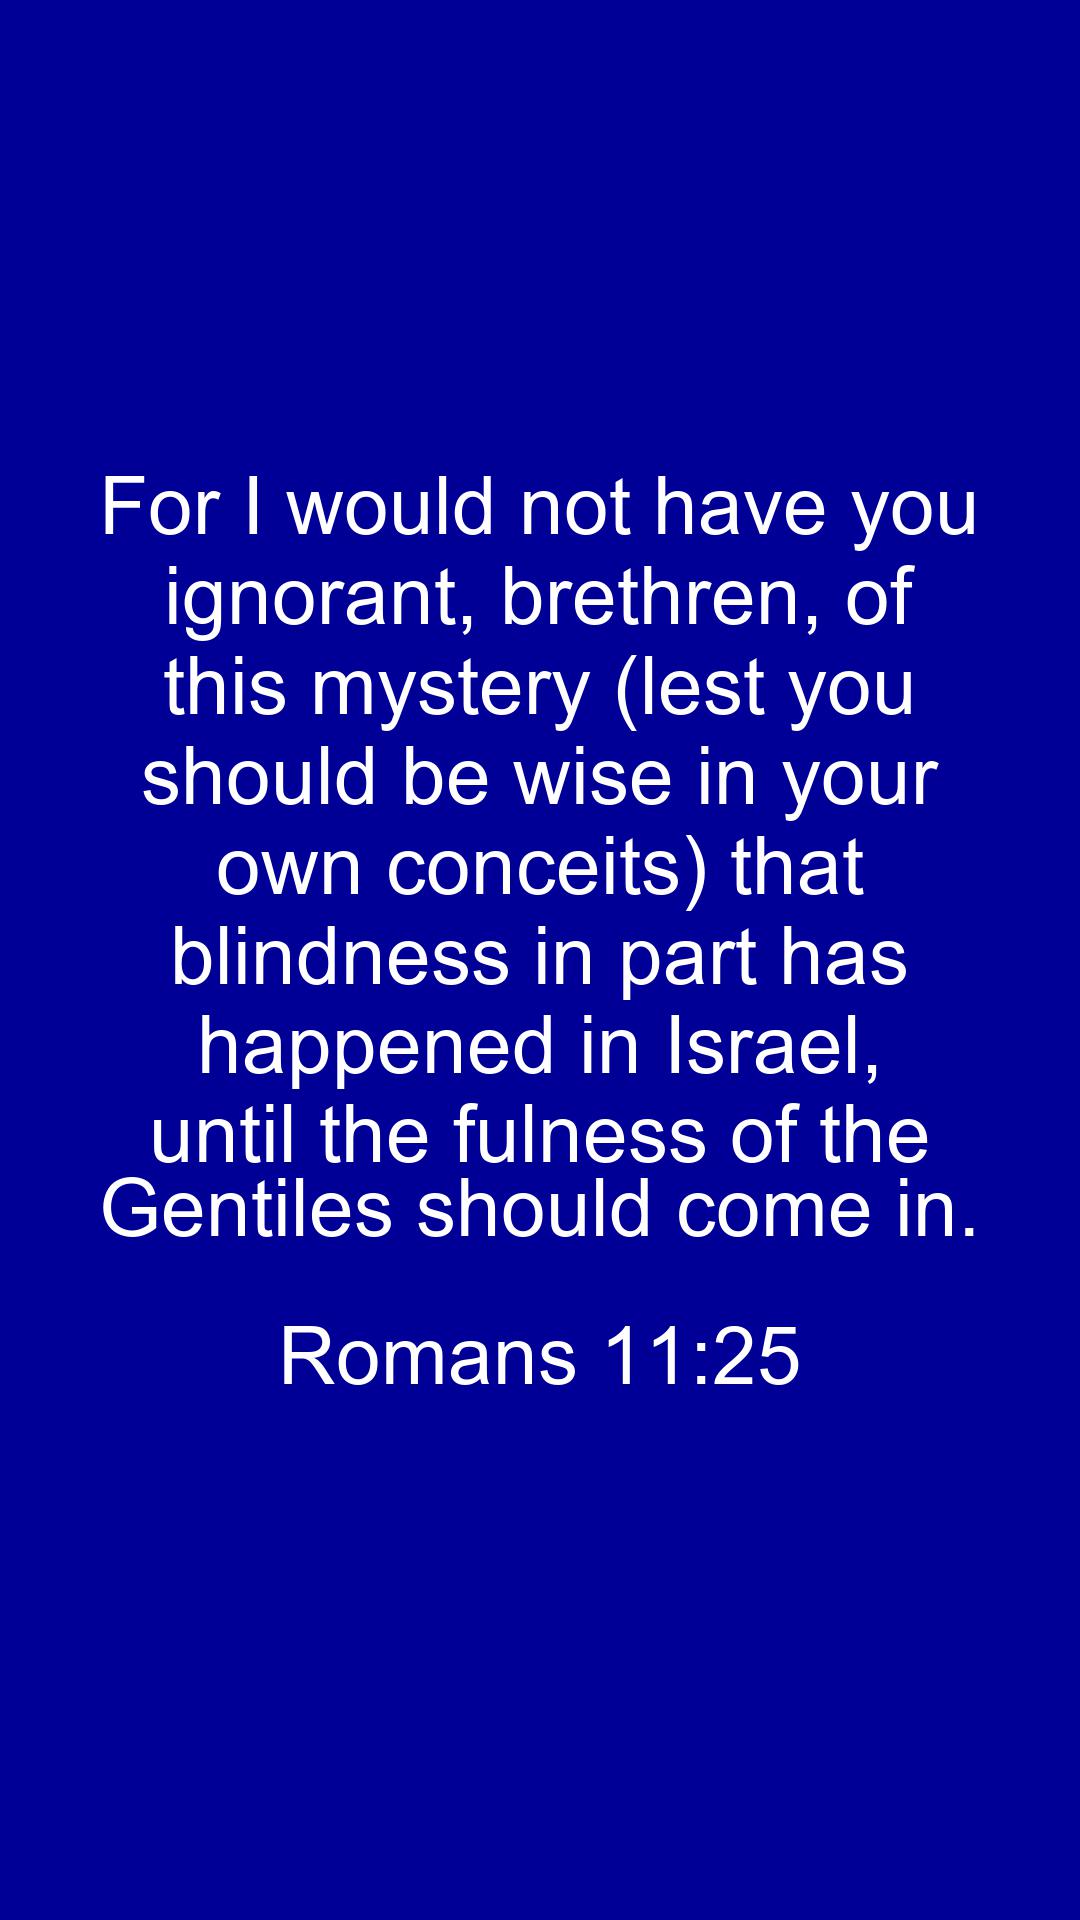 For I would not have you
ignorant, brethren, of
this mystery (lest you
should be wise in your
own conceits) that
blindness in part has
happened in Israel,
until the fulness of the
Gentiles should come in.
Romans 11:25